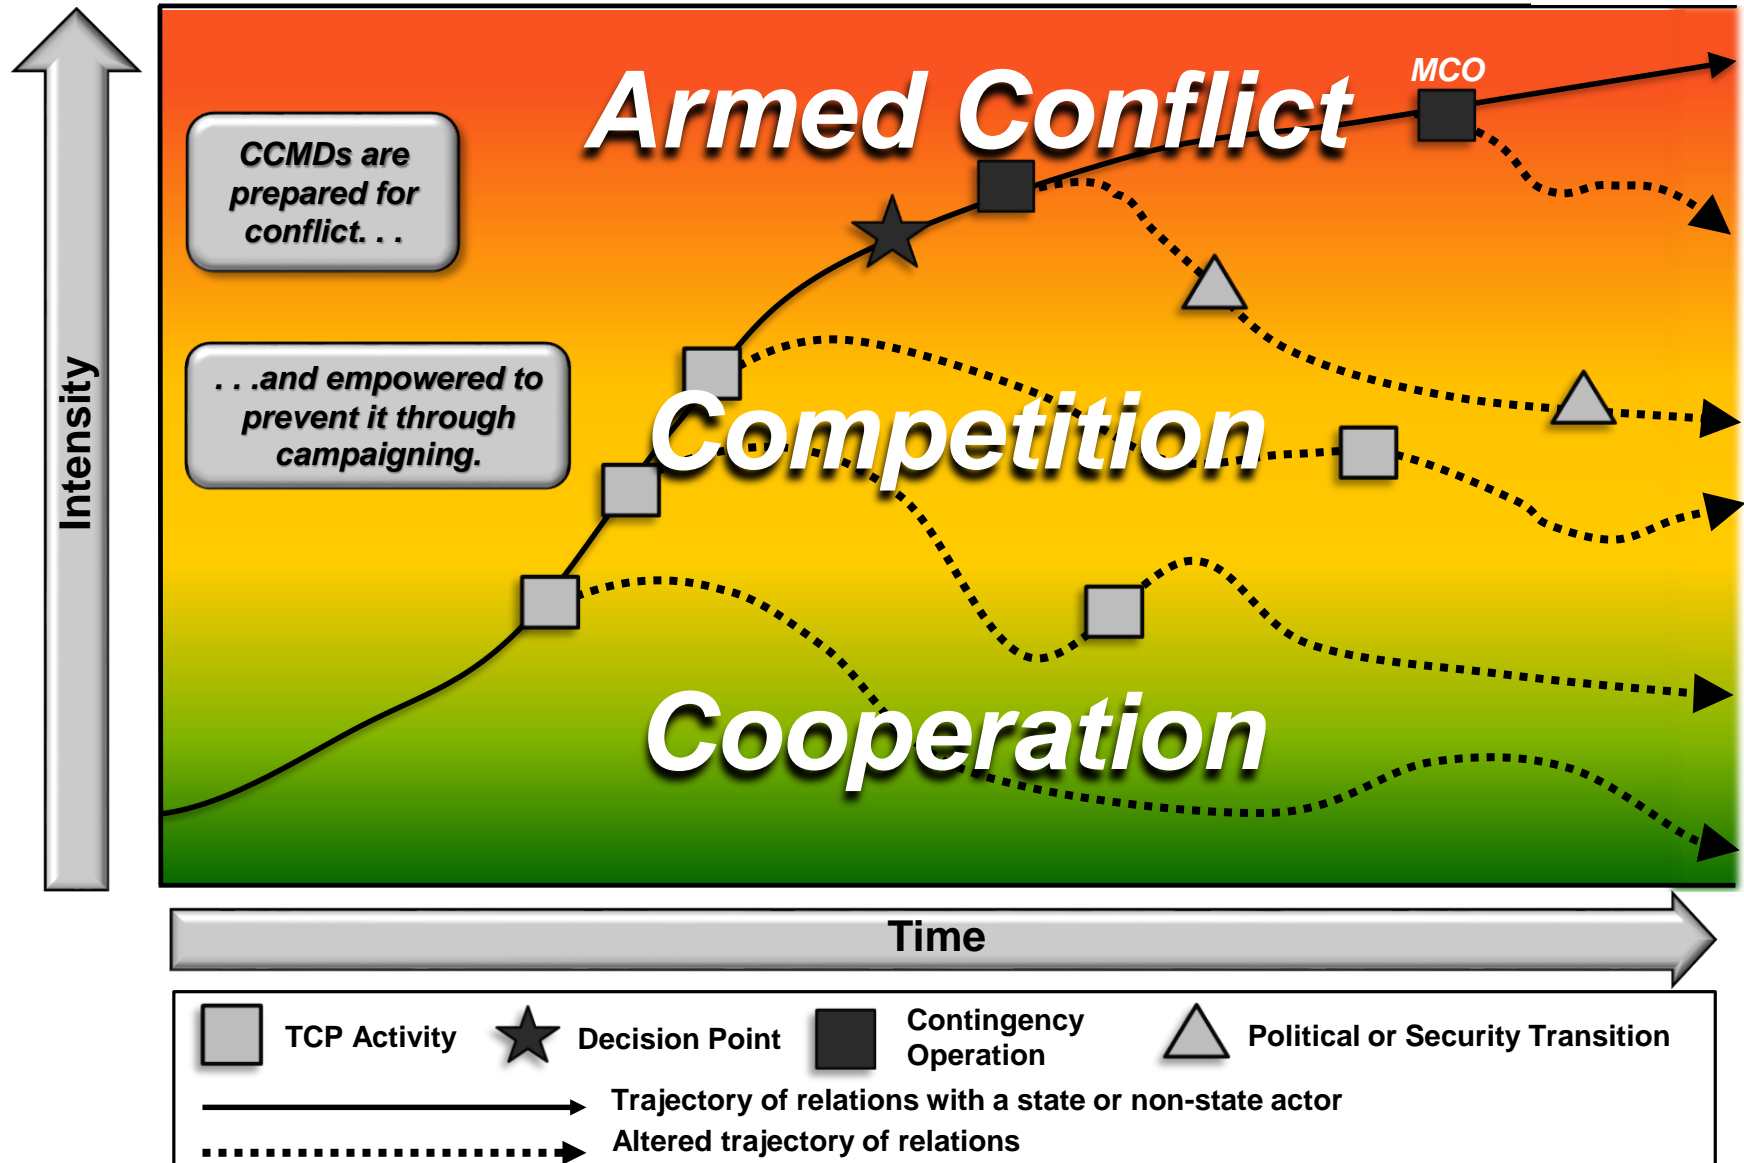 Armed Conflict
MCO
CCMDs are
prepared for
conflict. . .
. . .and empowered to
prevent it through
campaigning.
Competition
Cooperation
Intensity
Time
TCP Activity
Decision Point
Contingency
Operation
Political or Security Transition
Trajectory of relations with a state or non-state actor
Altered trajectory of relations